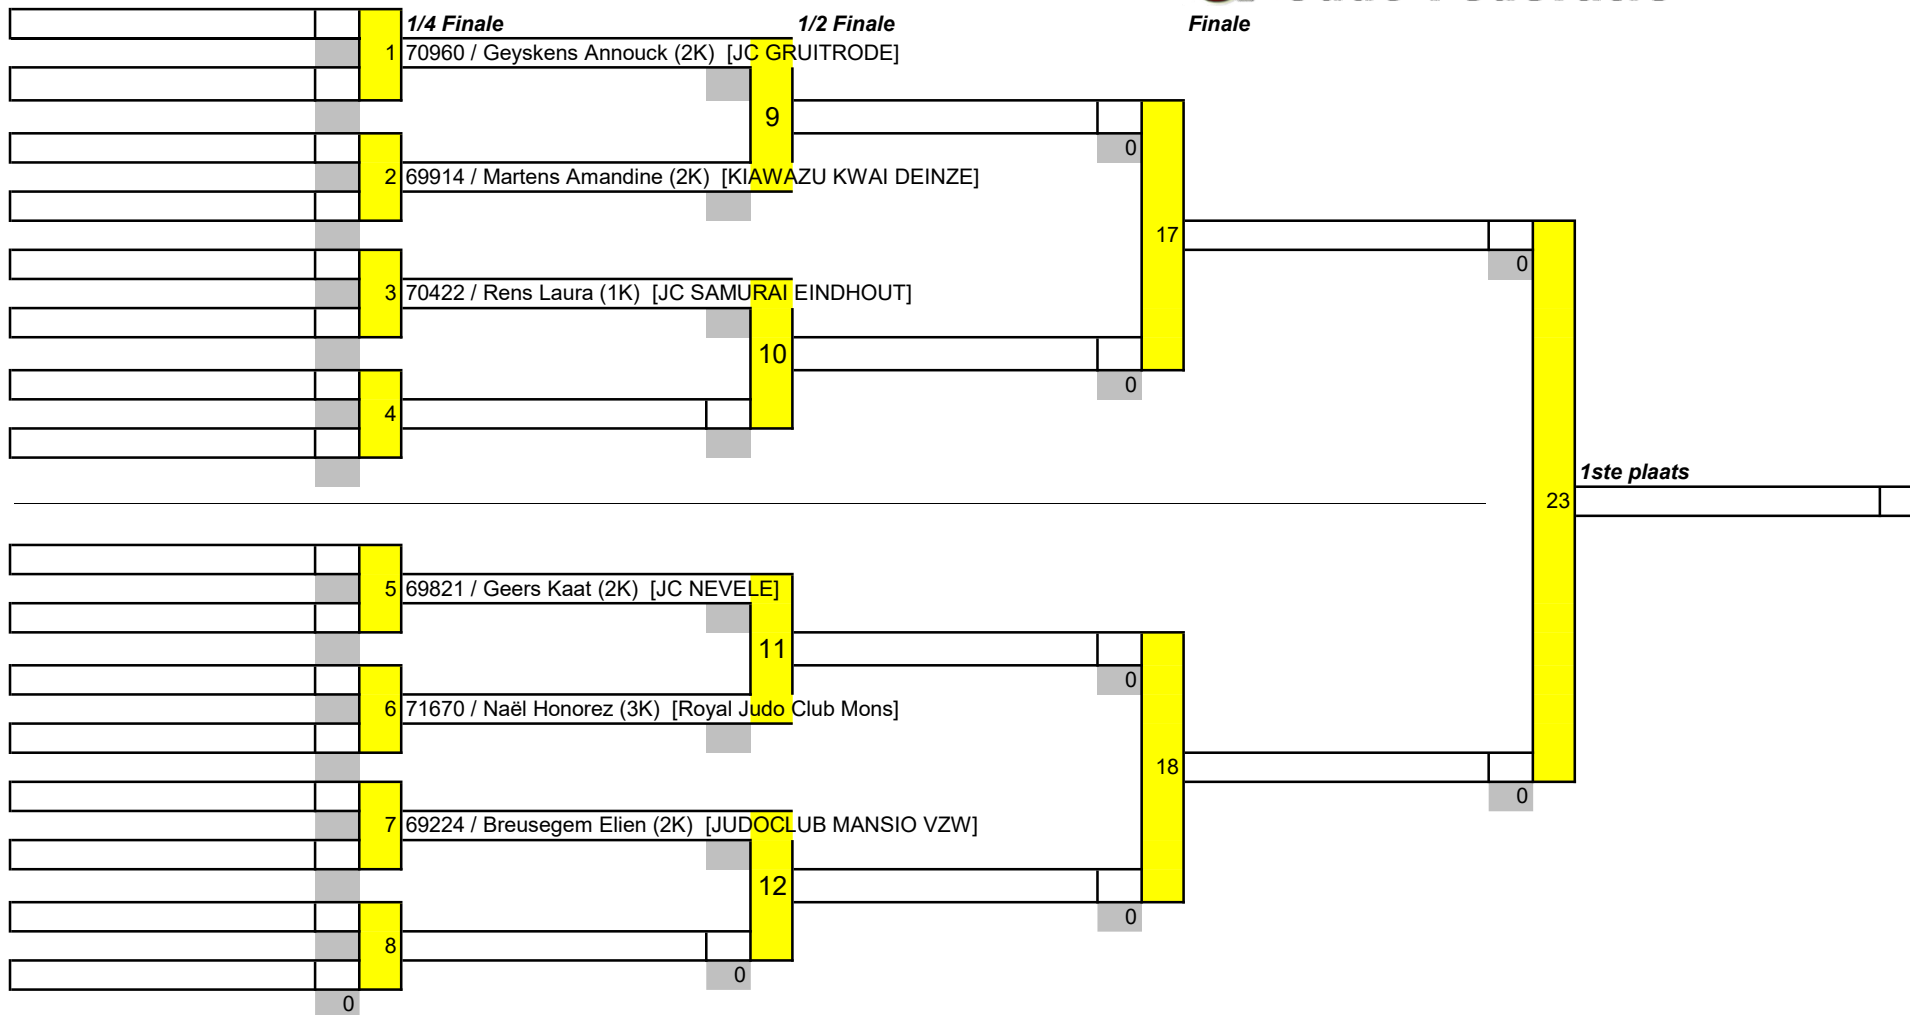 1/4 Finale 1/2 Finale Finale
1 70960 / Geyskens Annouck (2K) [JC GRUITRODE]
9
0
2 69914 / Martens Amandine (2K) [KIAWAZU KWAI DEINZE]
17
0
3 70422 / Rens Laura (1K) [JC SAMURAI EINDHOUT]
10
0
4
1ste plaats
23
5 69821 / Geers Kaat (2K) [JC NEVELE]
11
0
6 71670 / Naël Honorez (3K) [Royal Judo Club Mons]
18
0
7 69224 / Breusegem Elien (2K) [JUDOCLUB MANSIO VZW]
12
0
8
0
0